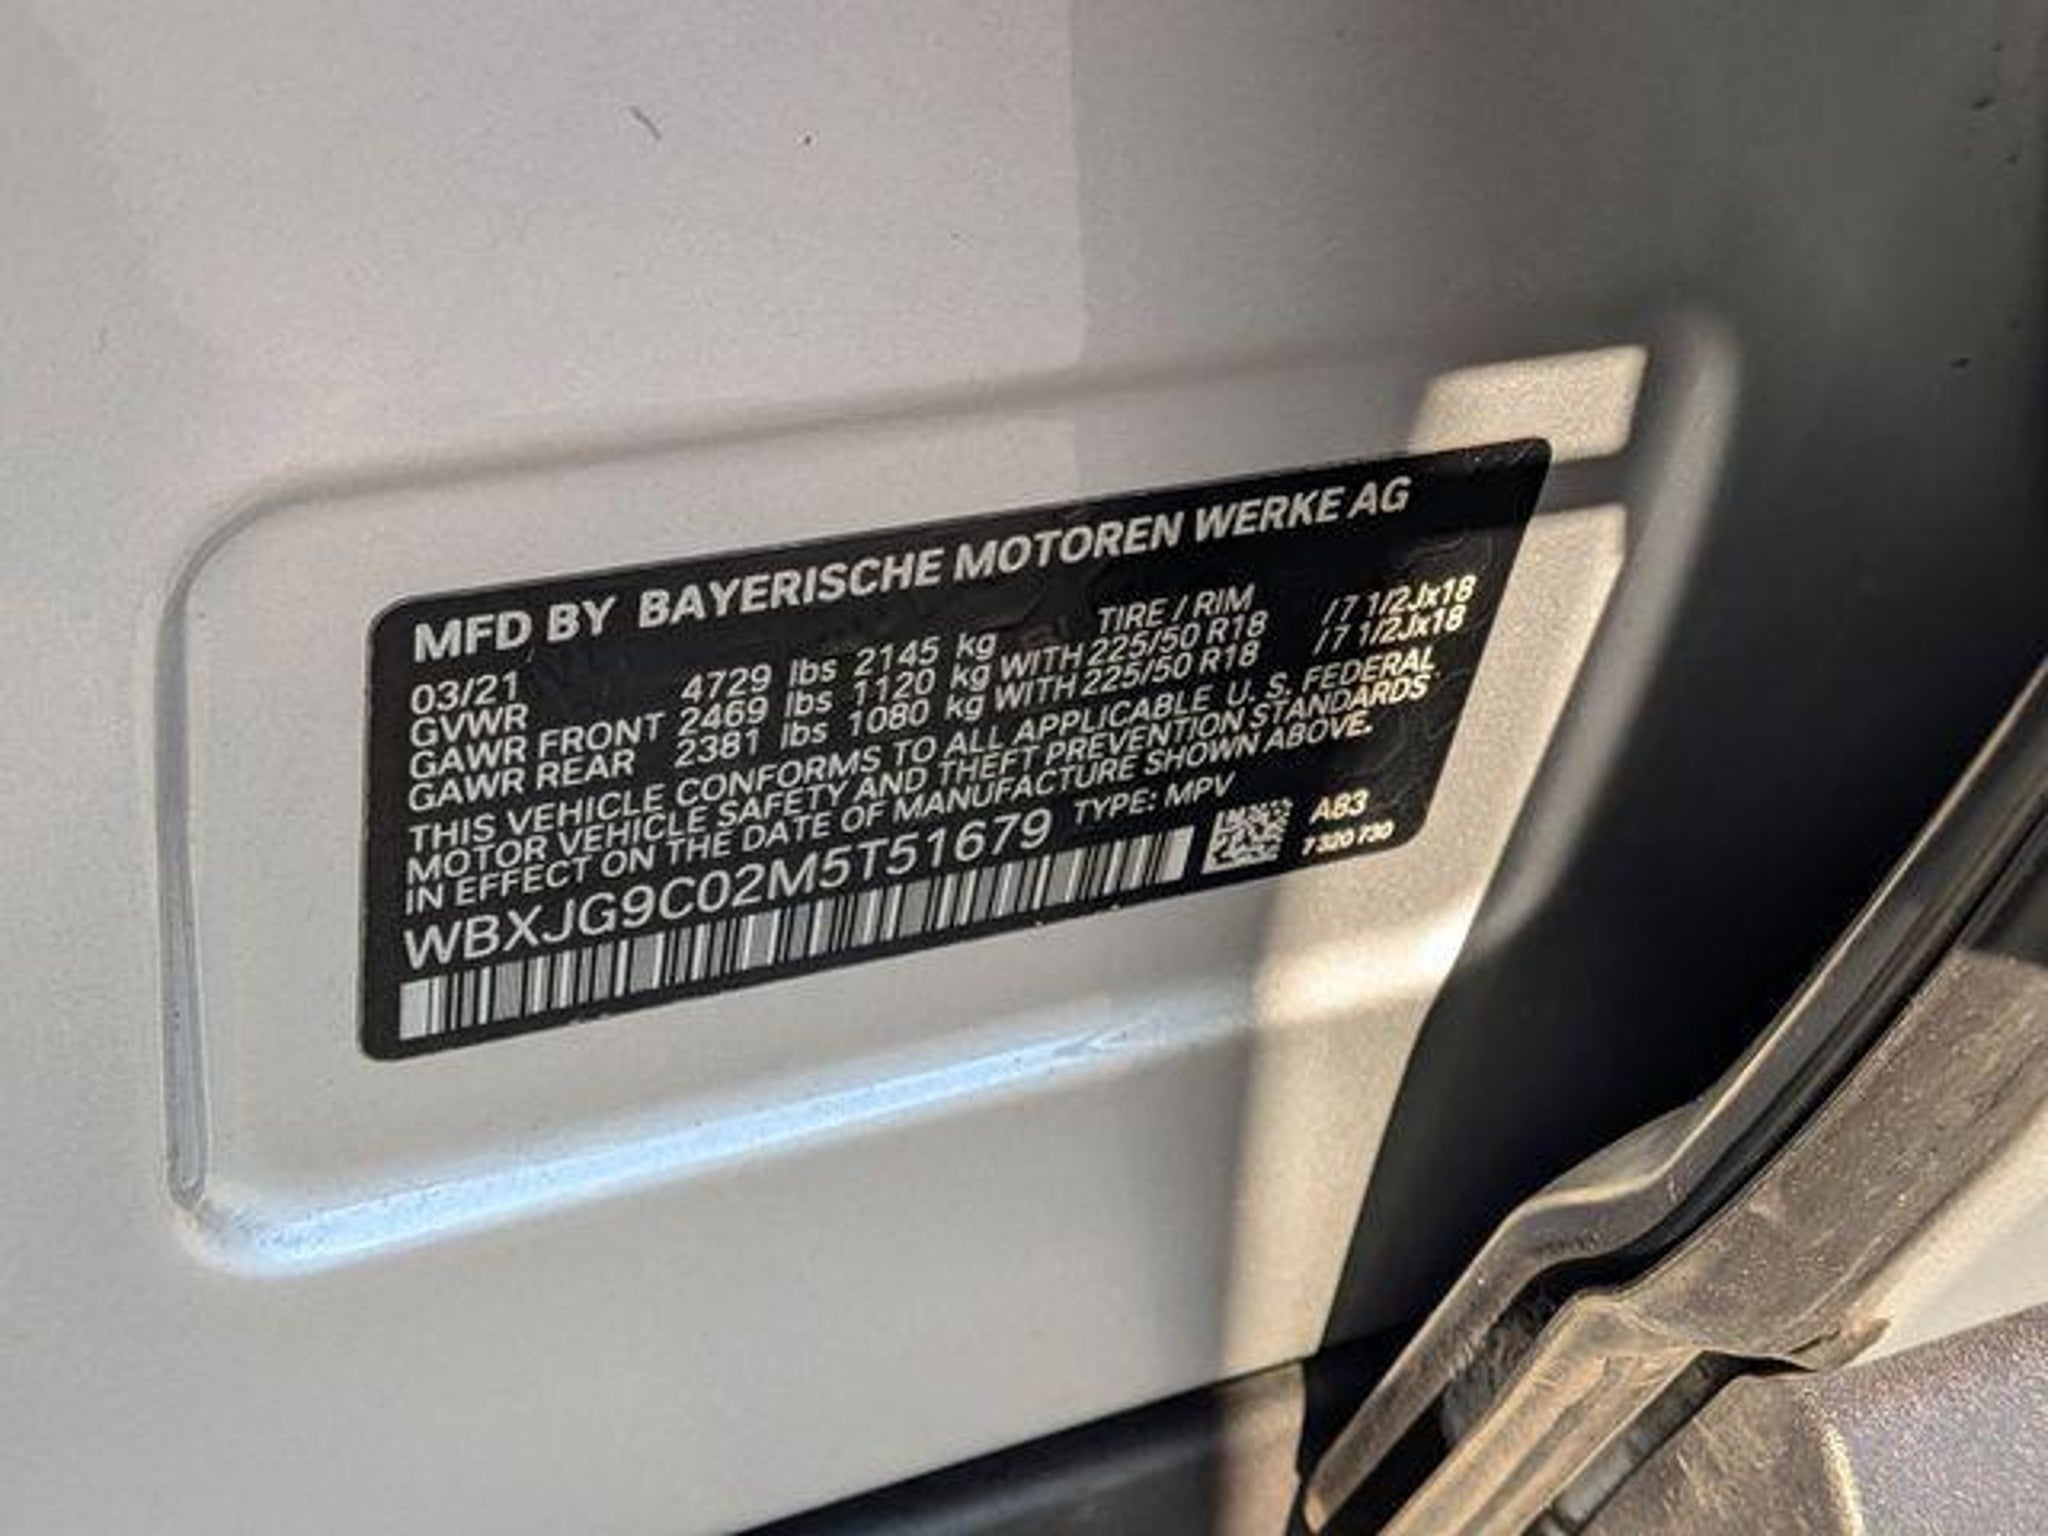 MFD BY BAYERISCHE MOTOREN WERKE AG
03/21 TIRE / RIM
GVWR 4729 lbs 2145 kg
GAWR FRONT 2469 lbs 1120 kg WITH 225/50 R18 / 7 1/2Jx18
GAWR REAR 2381 lbs 1080 kg WITH 225/50 R18 / 7 1/2Jx18
THIS VEHICLE CONFORMS TO ALL APPLICABLE U. S. FEDERAL
MOTOR VEHICLE SAFETY AND THEFT PREVENTION STANDARDS
IN EFFECT ON THE DATE OF MANUFACTURE SHOWN ABOVE.
WBXJG9C02M5T51679 TYPE: MPV
A83
7 320 730